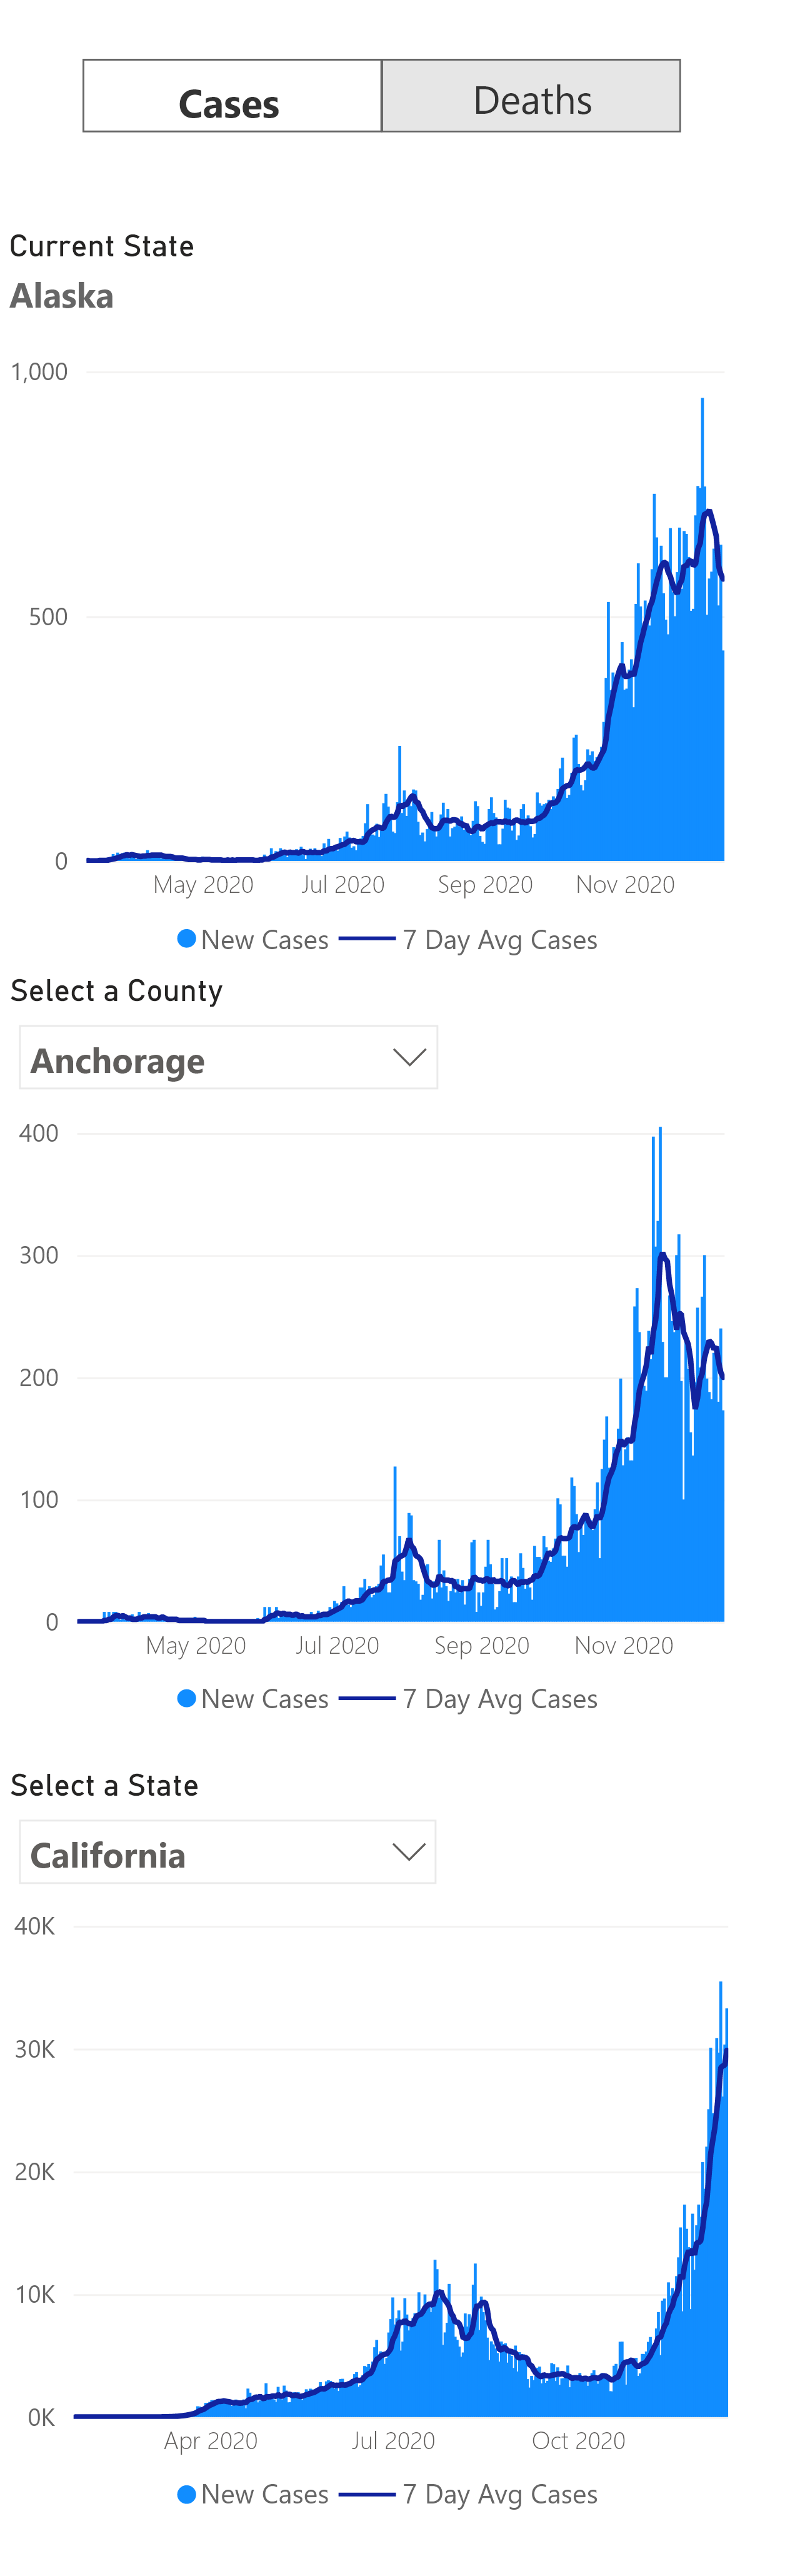 Cases Deaths
Current State
Alaska
1,000
500
0
May 2020 Jul 2020 Sep 2020 Nov 2020
New Cases 7 Day Avg Cases
Select a County
Anchorage
400
300
200
100
0
May 2020 Jul 2020 Sep 2020 Nov 2020
New Cases 7 Day Avg Cases
Select a State
California
40K
30K
20K
10K
0K
Apr 2020 Jul 2020 Oct 2020
New Cases 7 Day Avg Cases